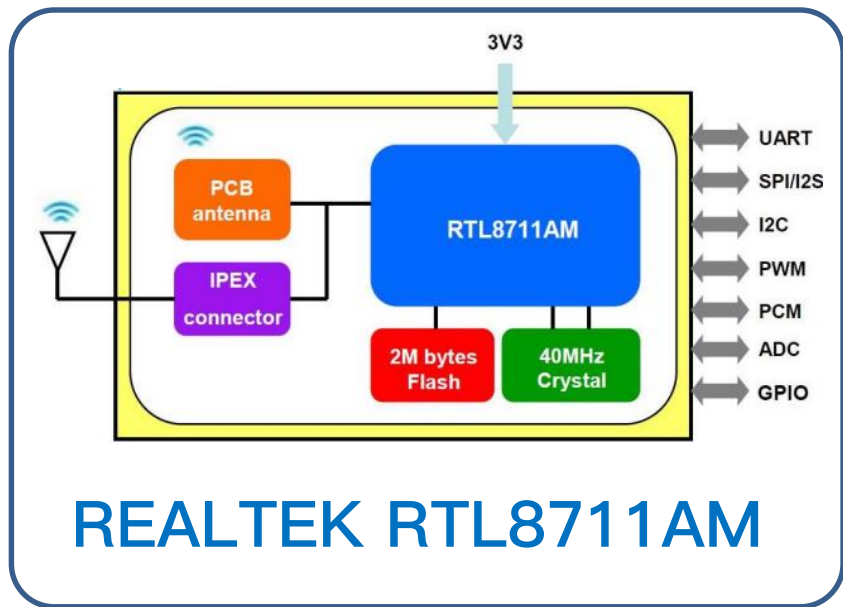 3V3
PCB
antenna
IPEX
connector
RTL8711AM
2M bytes
Flash
40MHz
Crystal
UART
SPI/I2S
I2C
PWM
PCM
ADC
GPIO
REALTEK RTL8711AM